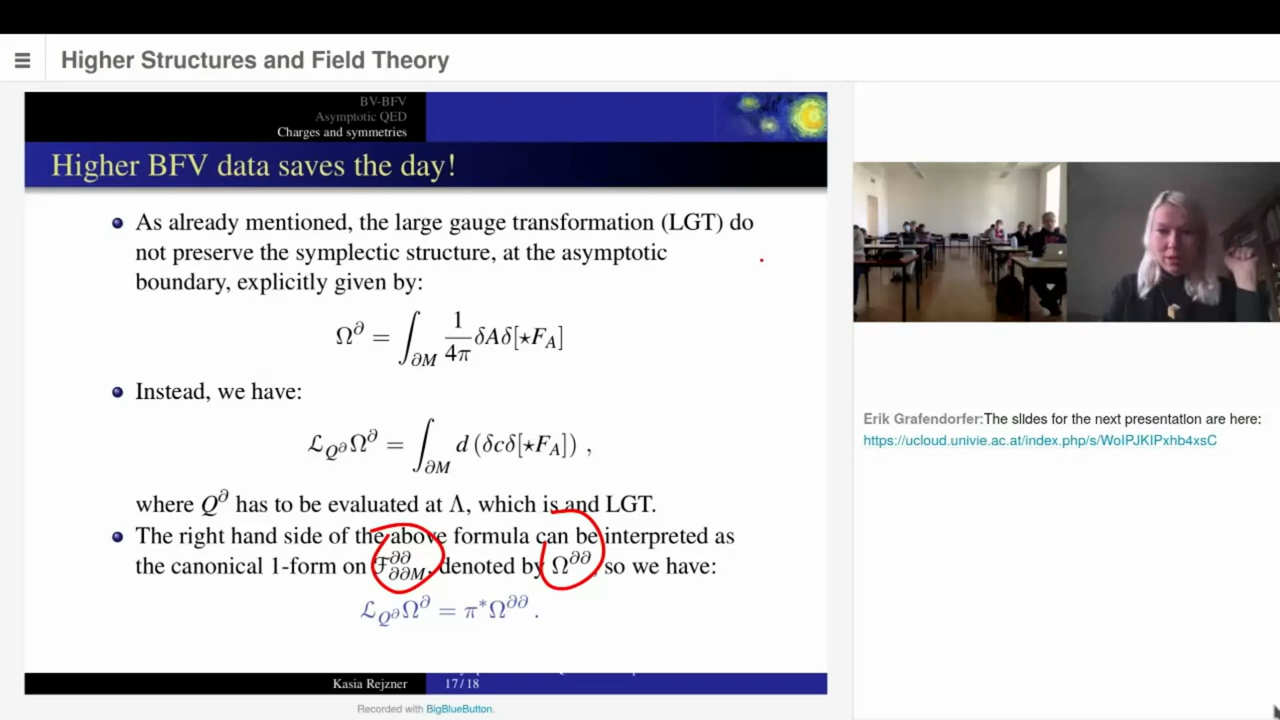 Higher Structures and Field Theory
BV-BFV
Asymptotic QED
Charges and symmetries
Higher BFV data saves the day!
As already mentioned, the large gauge transformation (LGT) do
not preserve the symplectic structure, at the asymptotic
boundary, explicitly given by:
Ω^∂ = ∫_{∂M} 1/4π δAδ[⋆F_A]
Instead, we have:
ℒ_{Q^∂}Ω^∂ = ∫_{∂M} d (δcδ[⋆F_A]) ,
where Q^∂ has to be evaluated at Λ, which is and LGT.
The right hand side of the above formula can be interpreted as
the canonical 1-form on ℱ^{∂∂}_{∂∂M}, denoted by Ω^{∂∂}, so we have:
ℒ_{Q^∂}Ω^∂ = π*Ω^{∂∂} .
Kasia Rejzner
17/18
Erik Grafendorfer:The slIdes for the next presentation are here:
https://ucloud.univie.ac.at/index.php/s/WoIPJKIPxhb4xsC
Recorded with BigBlueButton.